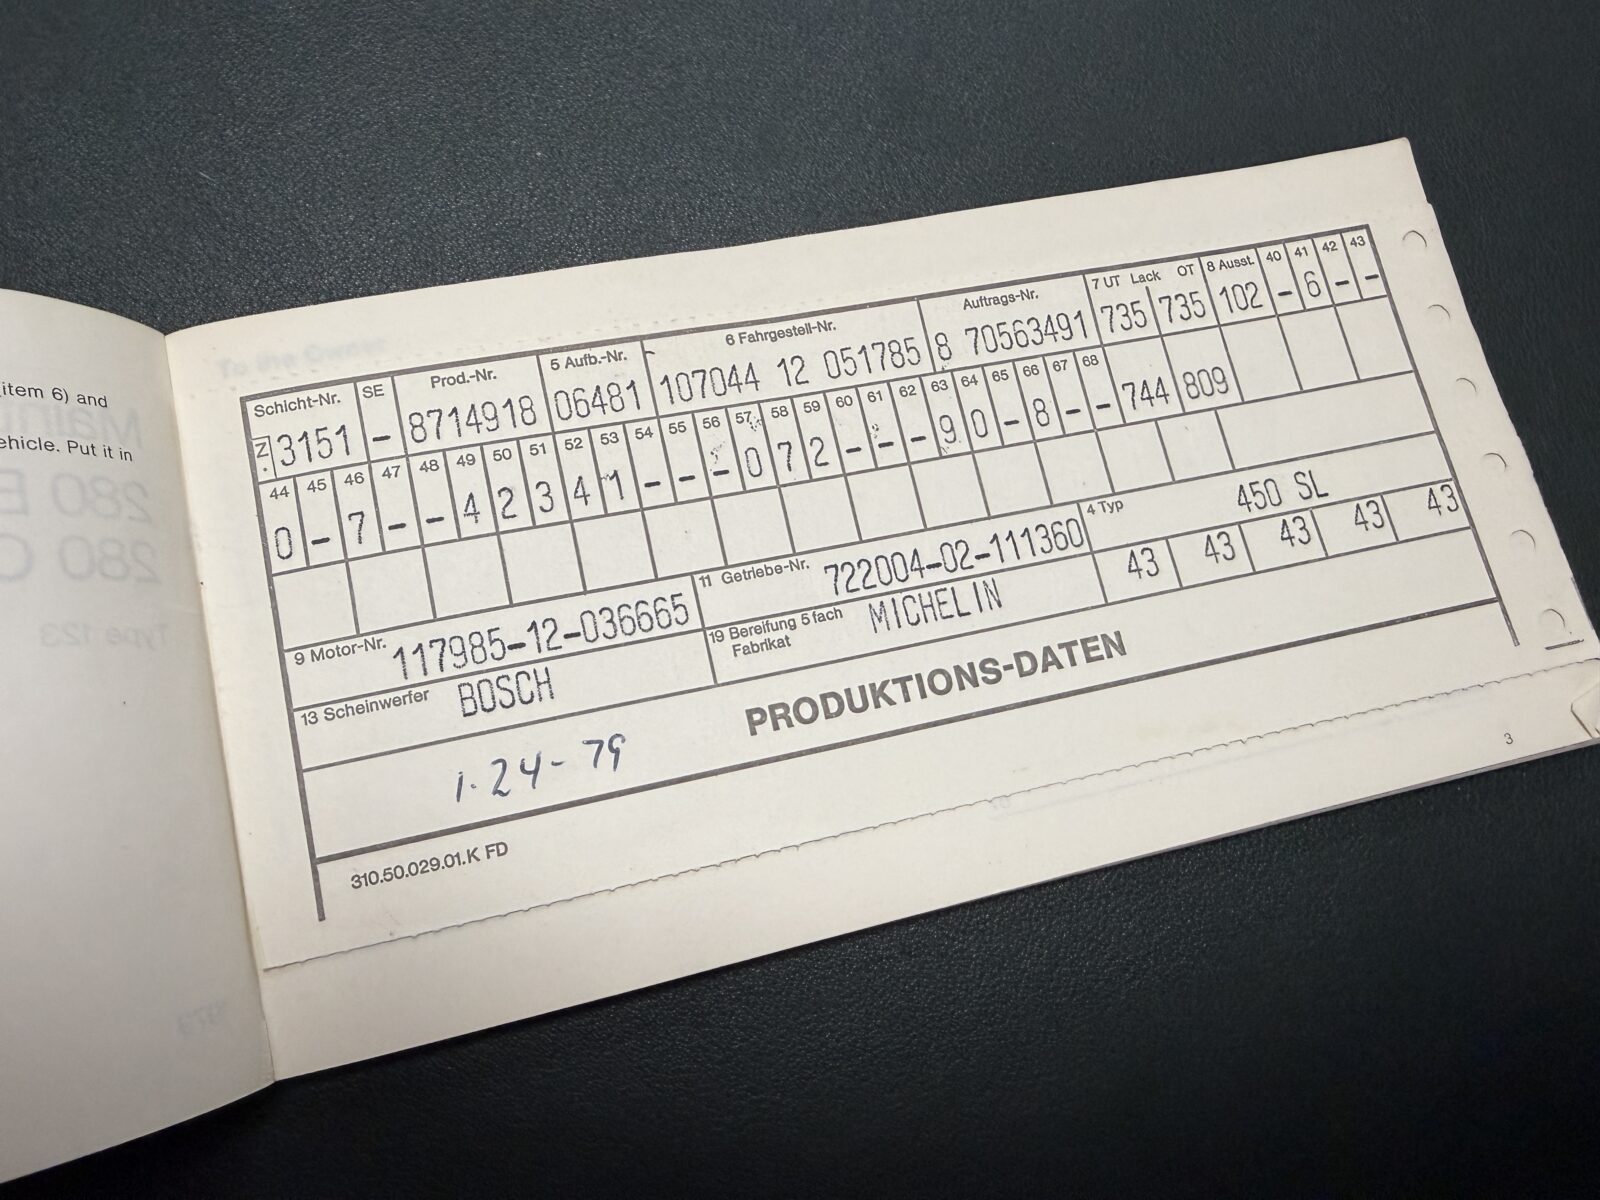 item 6) and
ehicle. Put it in
Schicht-Nr. SE Prod.-Nr. 5 Aufb.-Nr. 6 Fahrgestell-Nr. Auftrags-Nr. 7 UT Lack OT 8 Ausst. 40 41 42 43
N. 3151 - 8714918 06481 107044 12 051785 8 70563491 735 735 102 - 6 - -
44 45 46 47 48 49 50 51 52 53 54 55 56 57 58 59 60 61 62 63 64 65 66 67 68
0 - 7 - - 4 2 3 4 1 - - - 0 7 2 - - - 9 0 - 8 - - 744 809
9 Motor-Nr. 117985-12-036665 11 Getriebe-Nr. 722004-02-111360 4 Typ 450 SL
13 Scheinwerfer BOSCH 19 Bereifung 5 fach Fabrikat MICHELIN 43 43 43 43 43
PRODUKTIONS-DATEN
1-24-79
310.50.029.01.K FD
3